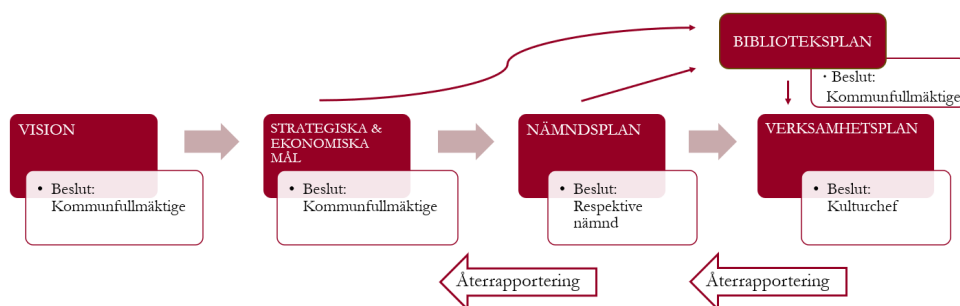 BIBLIOTEKSPLAN
• Beslut:
Kommunfullmäktige
VISION
• Beslut:
Kommunfullmäktige
STRATEGISKA &
EKONOMISKA
MÅL
• Beslut:
Kommunfullmäktige
NÄMNDSPLAN
• Beslut:
Respektive
nämnd
VERKSAMHETSPLAN
• Beslut:
Kulturchef
Återrapportering
Återrapportering